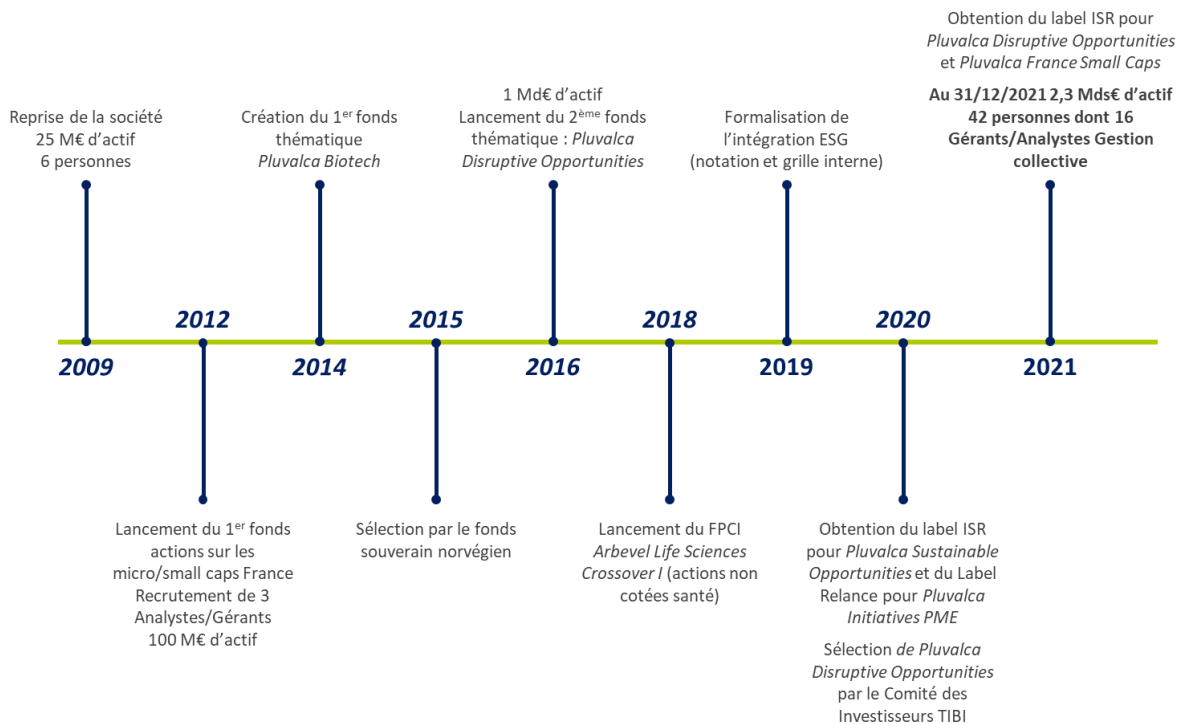 Reprise de la société
25 M€ d’actif
6 personnes
2009
2012
Lancement du 1er fonds
actions sur les
micro/small caps France
Recrutement de 3
Analystes/Gérants
100 M€ d’actif
Création du 1er fonds
thématique
Pluvalca Biotech
2014
2015
Sélection par le fonds
souverain norvégien
1 Md€ d’actif
Lancement du 2ème fonds
thématique : Pluvalca
Disruptive Opportunities
2016
2018
Lancement du FPCI
Arbevel Life Sciences
Crossover I (actions non
cotées santé)
Formalisation de
l’intégration ESG
(notation et grille interne)
2019
2020
Obtention du label ISR
pour Pluvalca Sustainable
Opportunities et du Label
Relance pour Pluvalca
Initiatives PME
Sélection de Pluvalca
Disruptive Opportunities
par le Comité des
Investisseurs TIBI
Obtention du label ISR pour
Pluvalca Disruptive Opportunities
et Pluvalca France Small Caps
Au 31/12/2021 2,3 Mds€ d’actif
42 personnes dont 16
Gérants/Analystes Gestion
collective
2021